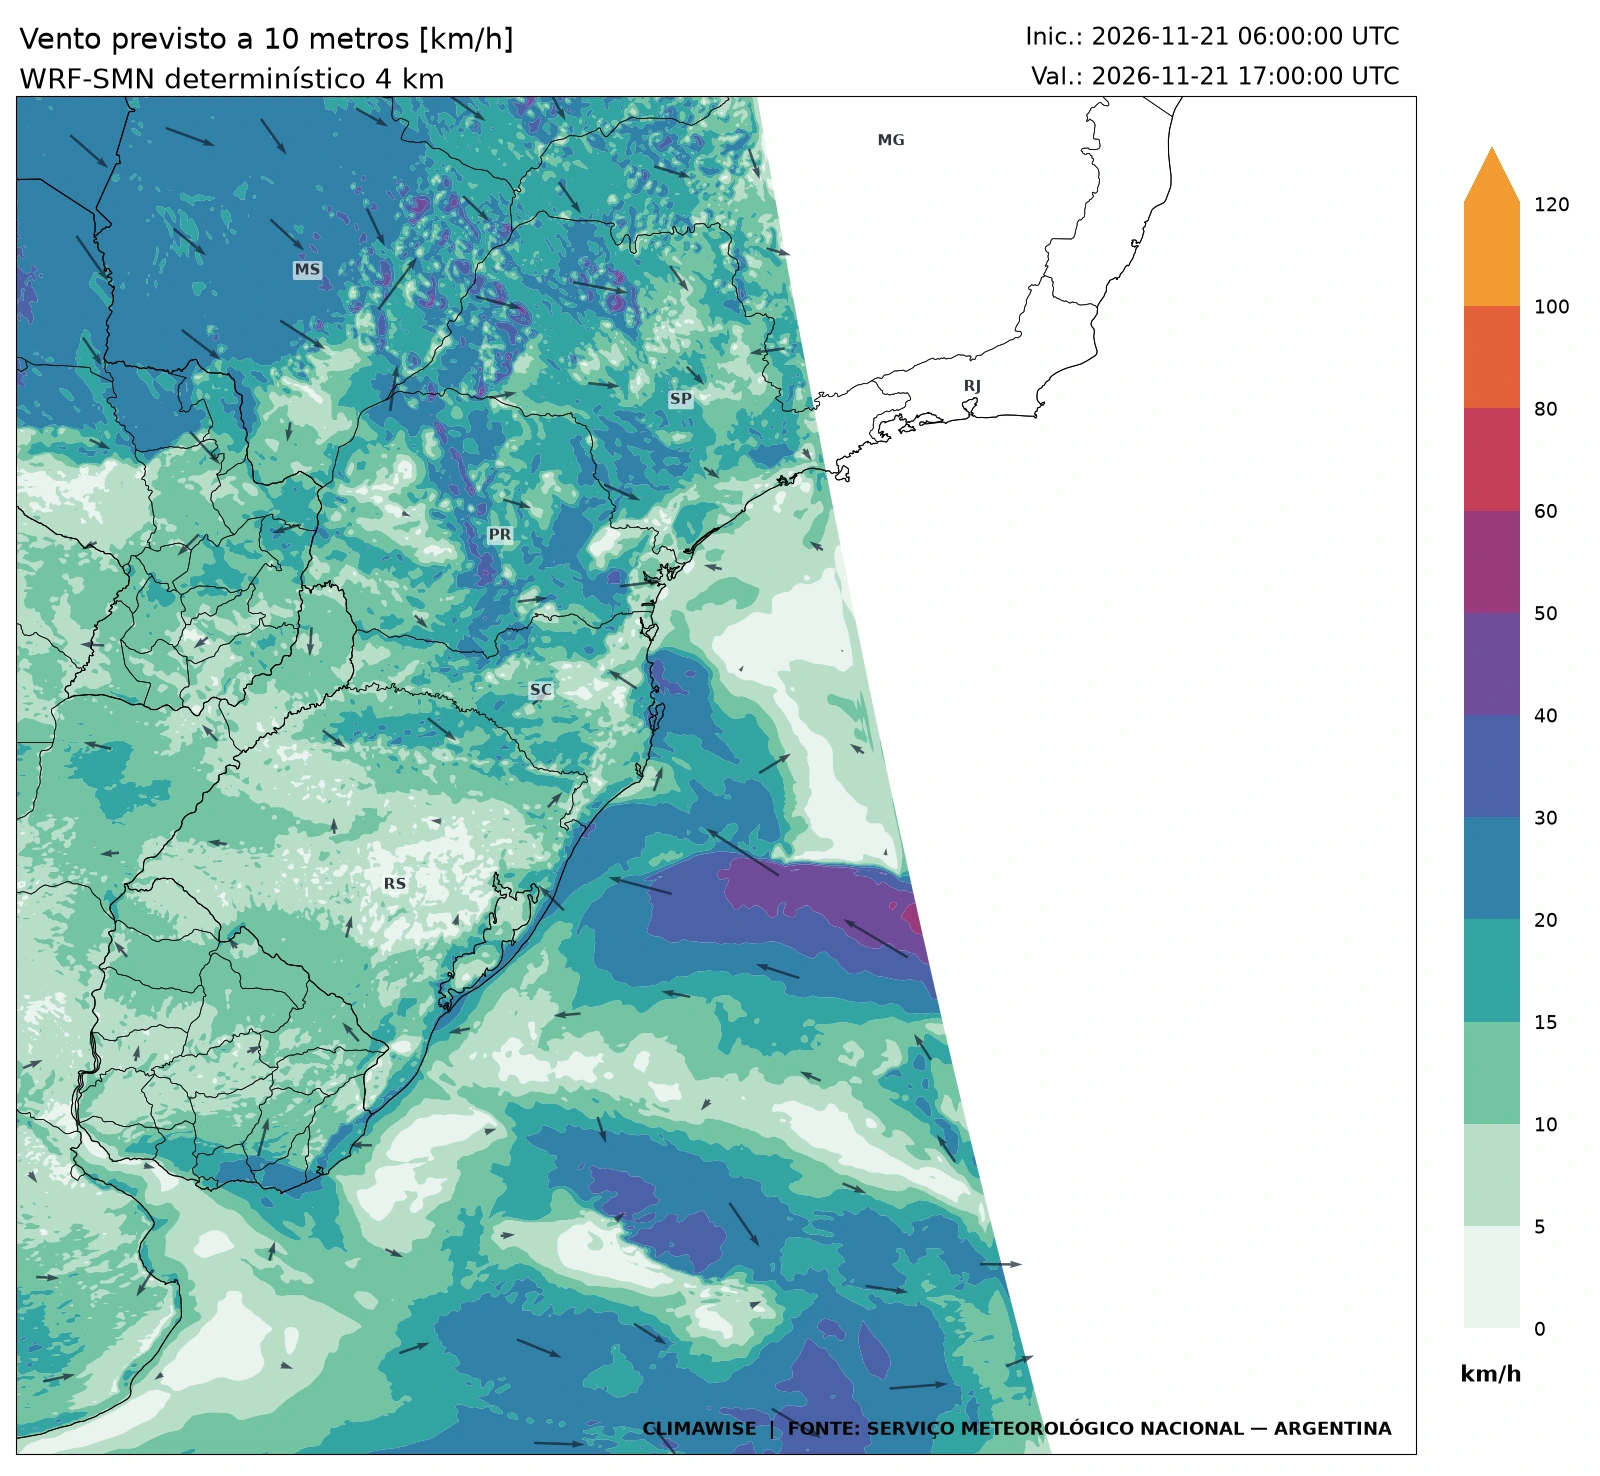 Vento previsto a 10 metros [km/h]
WRF-SMN determinístico 4 km
Inic.: 2026-11-21 06:00:00 UTC
Val.: 2026-11-21 17:00:00 UTC
MG
MS
RJ
SP
PR
SC
RS
120
100
80
60
50
40
30
20
15
10
5
0
km/h
CLIMAWISE | FONTE: SERVIÇO METEOROLÓGICO NACIONAL — ARGENTINA